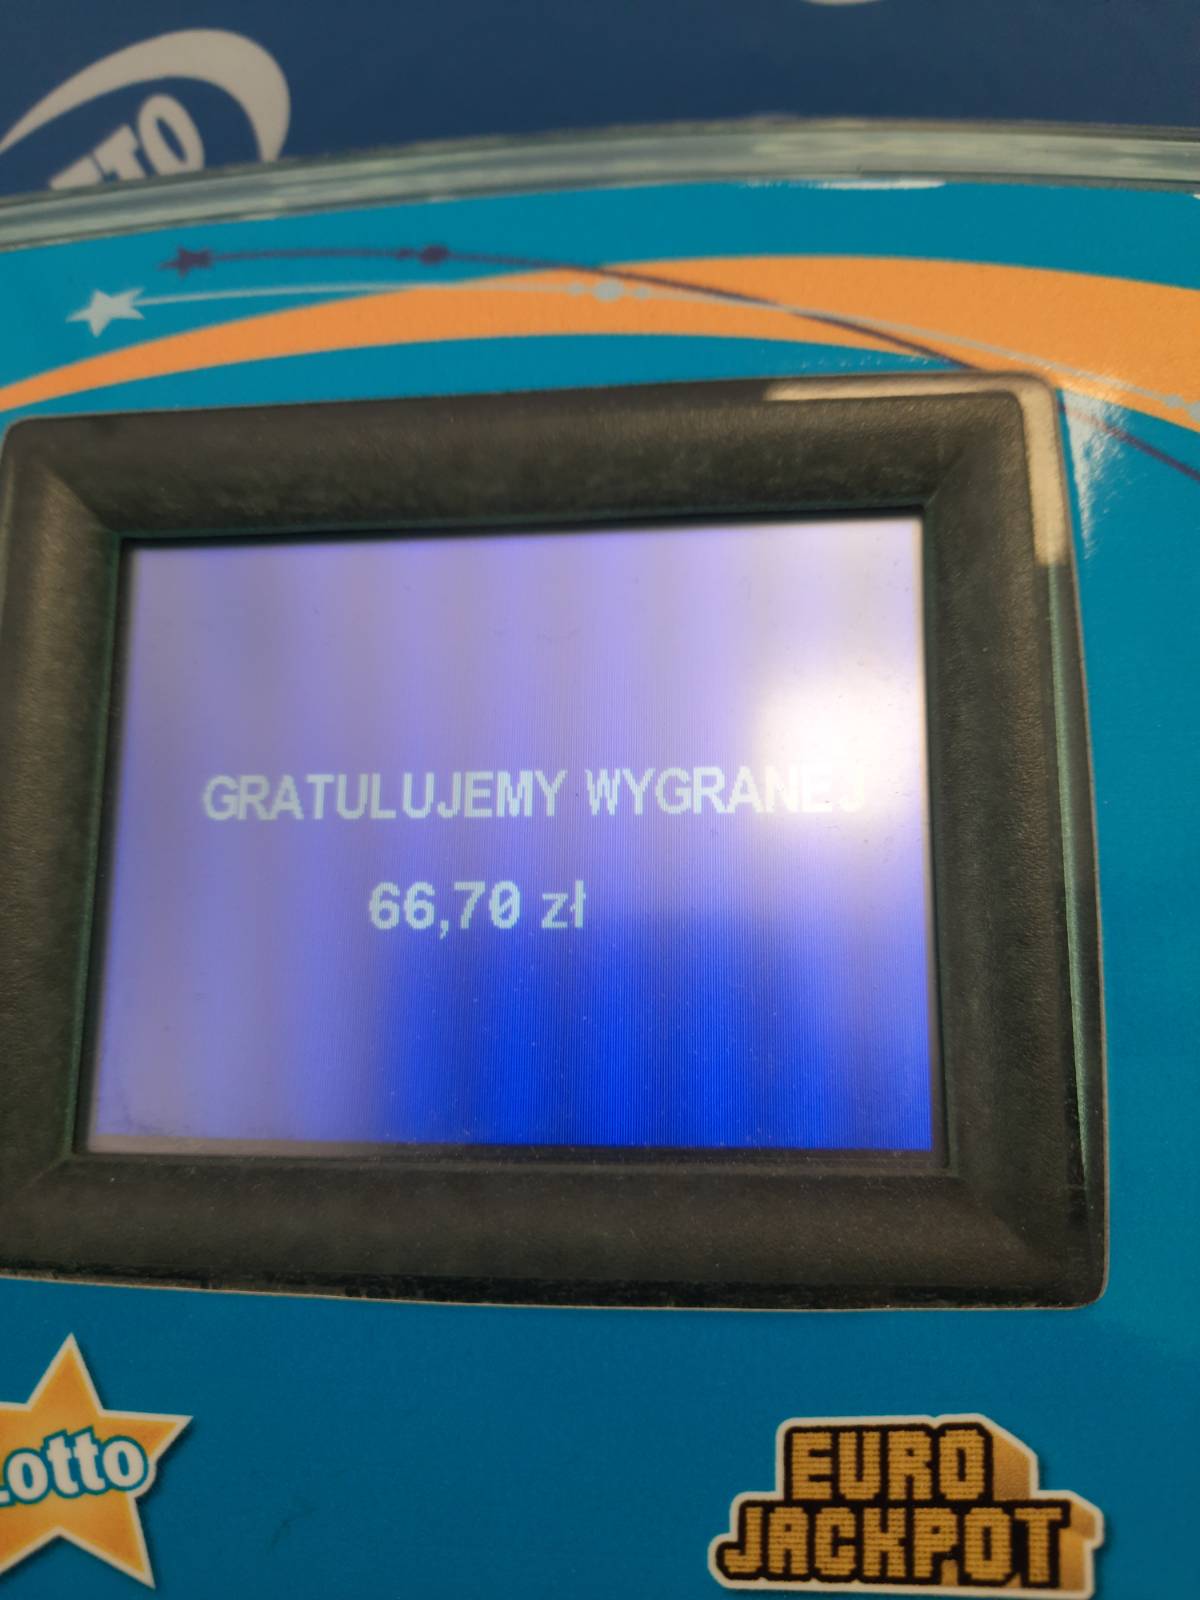 GRATULUJEMY WYGRANEJ
66,70 zł
Lotto
EURO
JACKPOT